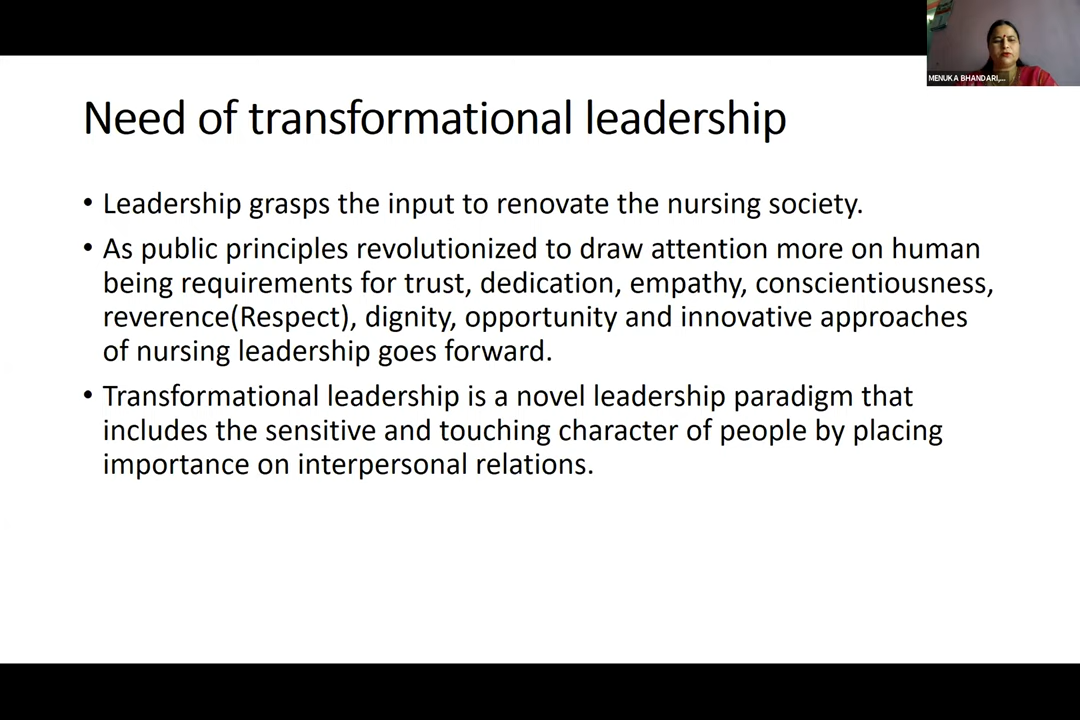 MENUKA BHANDARI,...
Need of transformational leadership
• Leadership grasps the input to renovate the nursing society.
• As public principles revolutionized to draw attention more on human
being requirements for trust, dedication, empathy, conscientiousness,
reverence(Respect), dignity, opportunity and innovative approaches
of nursing leadership goes forward.
• Transformational leadership is a novel leadership paradigm that
includes the sensitive and touching character of people by placing
importance on interpersonal relations.